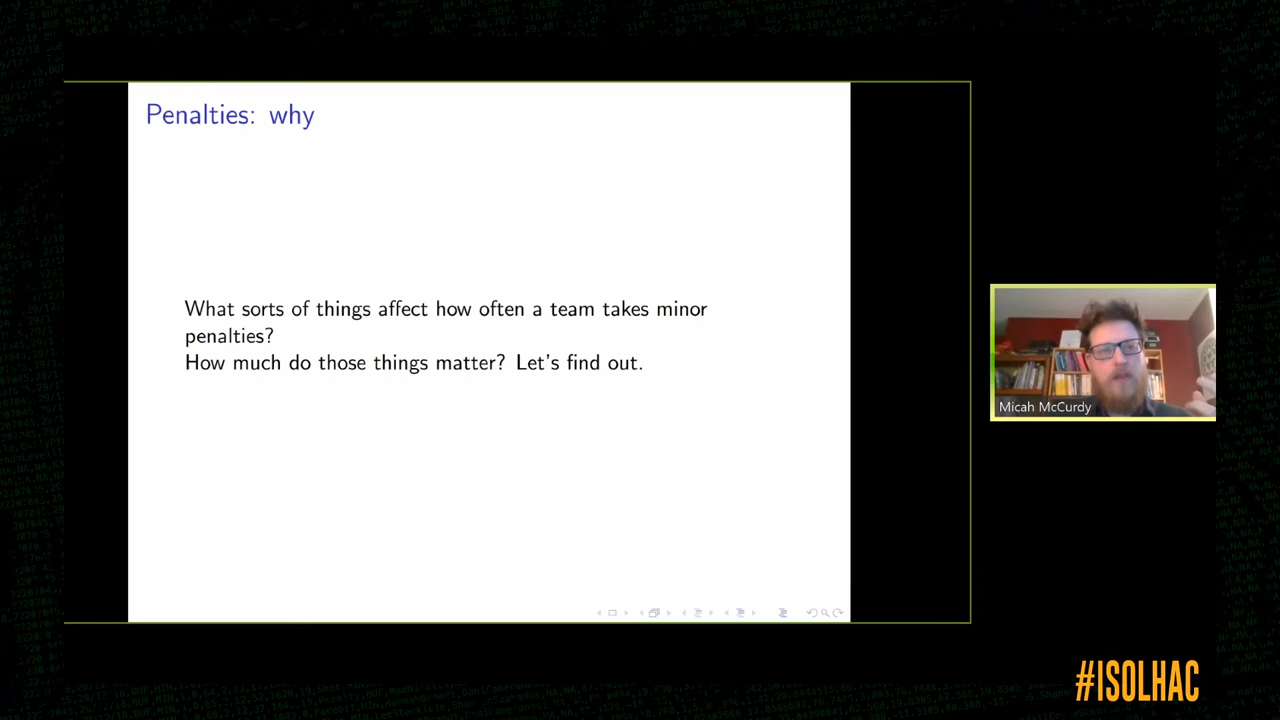 Penalties: why
What sorts of things affect how often a team takes minor
penalties?
How much do those things matter? Let's find out.
Micah McCurdy
#ISOLHAC